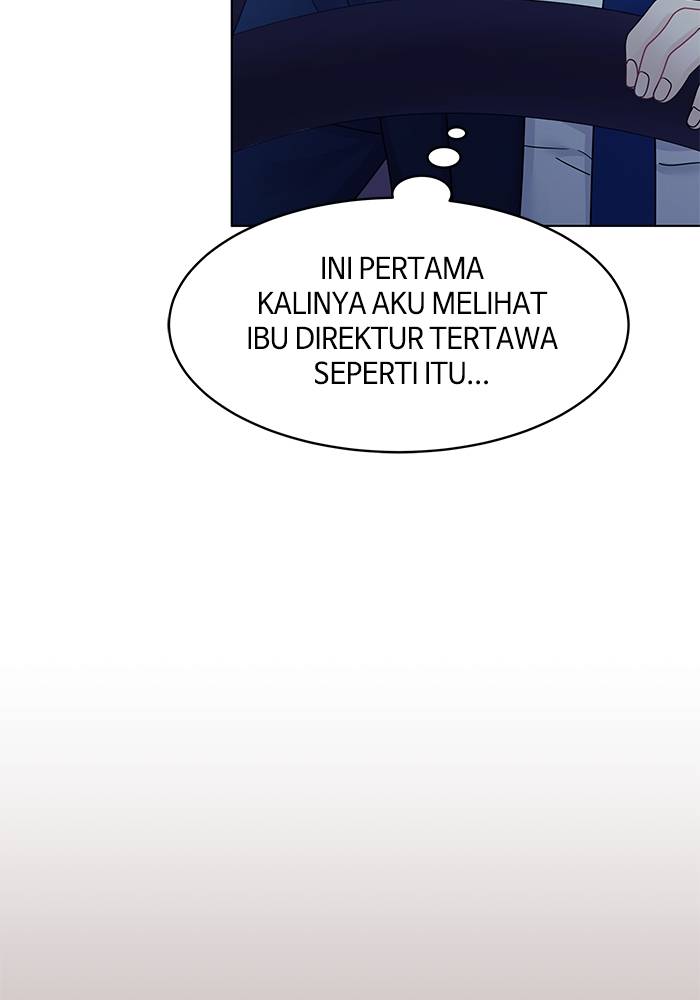 INI PERTAMA
KALINYA AKU MELIHAT
IBU DIREKTUR TERTAWA
SEPERTI ITU...